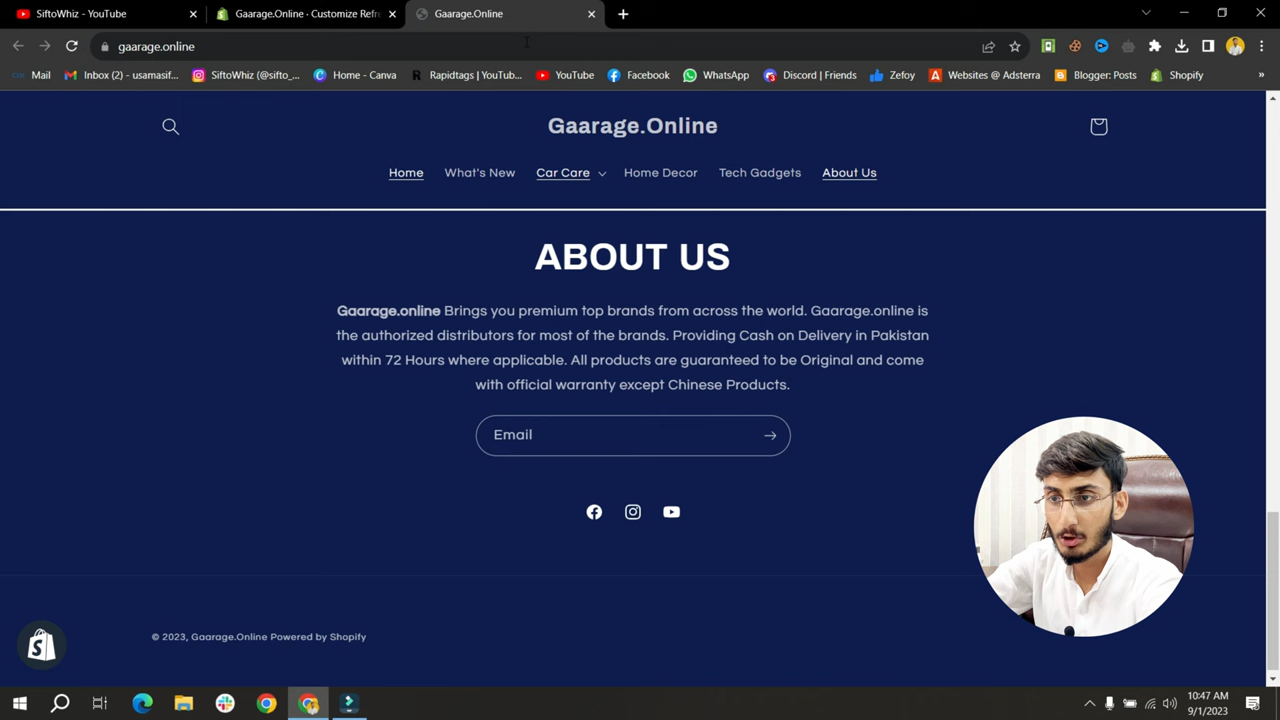 SiftoWhiz - YouTube
Gaarage.Online · Customize Refre
Gaarage.Online
gaarage.online
Mail
Inbox (2) - usamasif...
SiftoWhiz (@sifto_...
Home - Canva
Rapidtags | YouTub...
YouTube
Facebook
WhatsApp
Discord | Friends
Zefoy
Websites @ Adsterra
Blogger: Posts
Shopify
Gaarage.Online
Home
What's New
Car Care
Home Decor
Tech Gadgets
About Us
ABOUT US
Gaarage.online Brings you premium top brands from across the world. Gaarage.online is
the authorized distributors for most of the brands. Providing Cash on Delivery in Pakistan
within 72 Hours where applicable. All products are guaranteed to be Original and come
with official warranty except Chinese Products.
Email
© 2023, Gaarage.Online Powered by Shopify
10:47 AM
9/1/2023